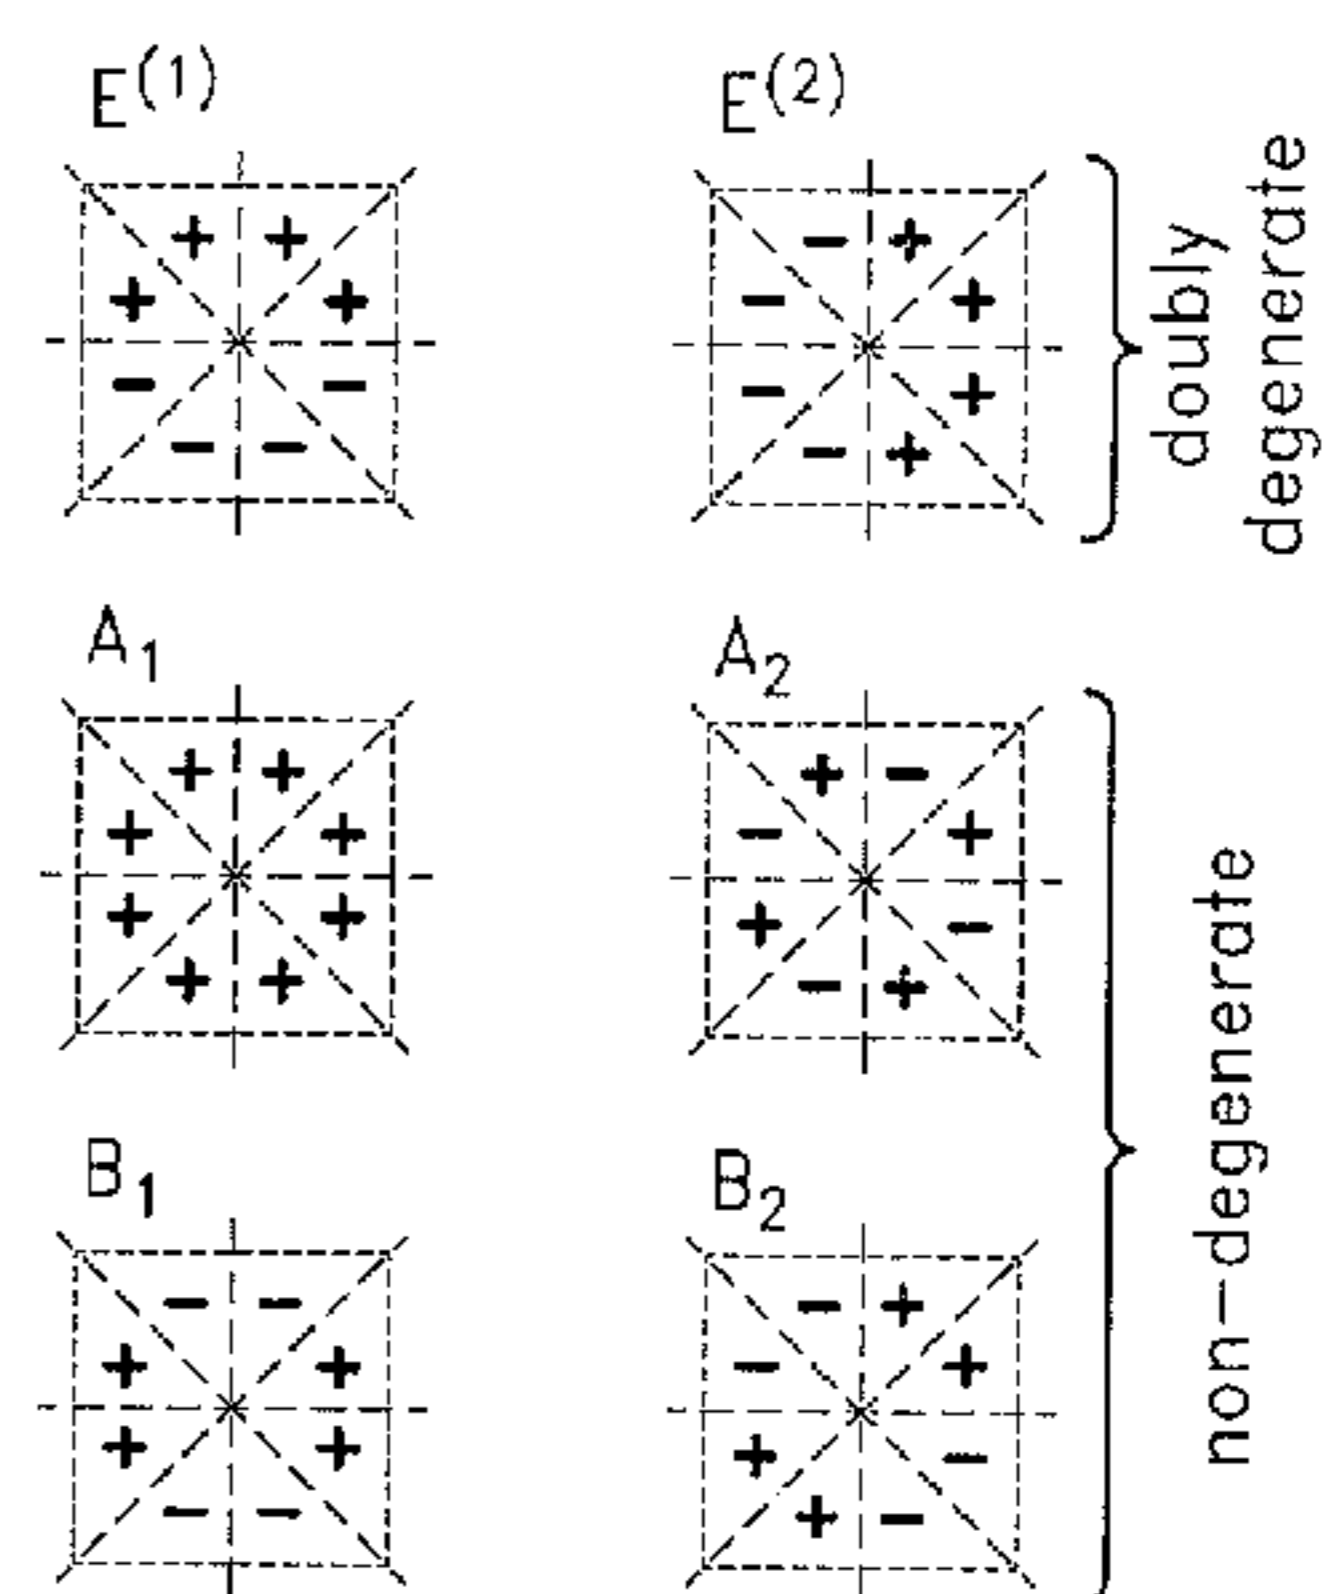 E(1)
E(2)
+ +
+ +
− −
− −
− +
− +
− +
− +
doubly
degenerate
A1
A2
+ +
+ +
+ +
+ +
+ −
− +
+ −
− +
B1
B2
− −
+ +
+ +
− −
− +
− +
+ −
+ −
non-degenerate